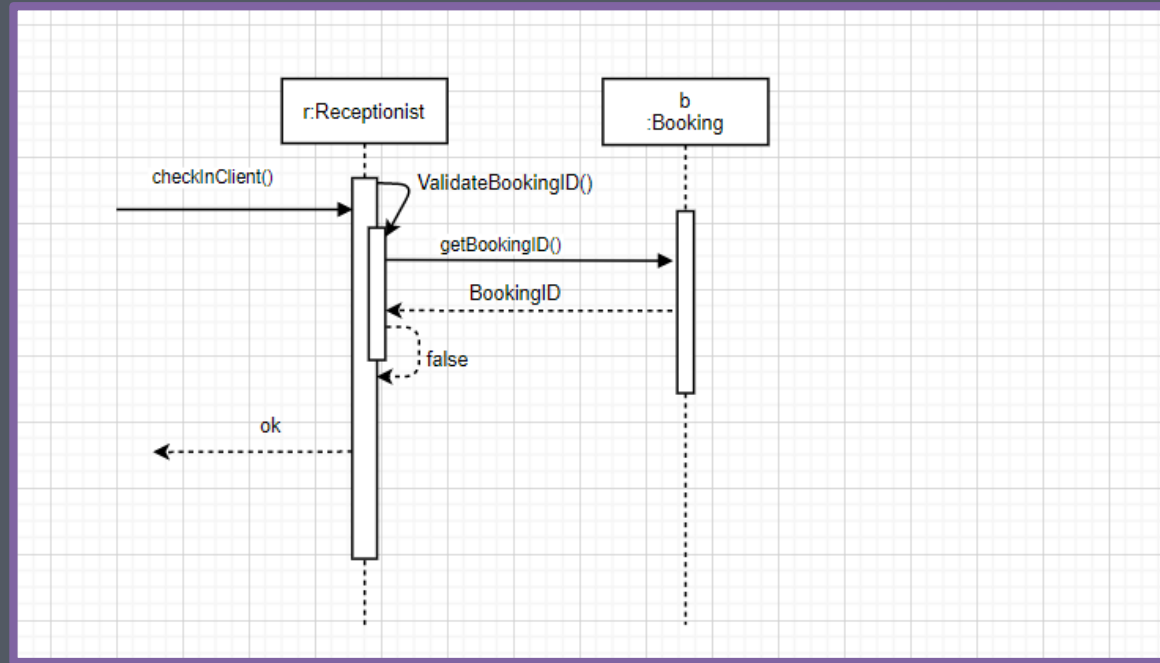 r:Receptionist
b
:Booking
checkInClient()
ValidateBookingID()
getBookingID()
BookingID
false
ok